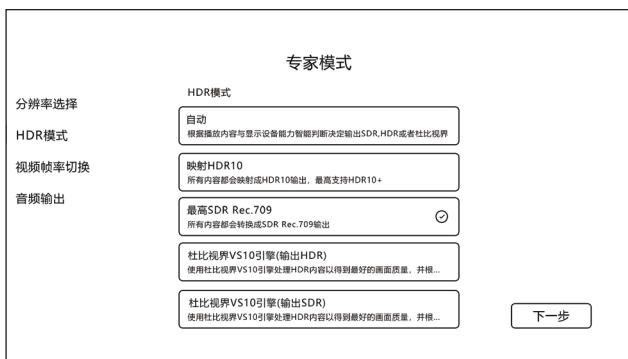 专家模式
分辨率选择
HDR模式
视频帧率切换
音频输出
HDR模式
自动
根据播放内容与显示设备能力智能判断决定输出SDR,HDR或者杜比视界
映射HDR10
所有内容都会映射成HDR10输出，最高支持HDR10+
最高SDR Rec.709
所有内容都会转换成SDR Rec.709输出
杜比视界VS10引擎(输出HDR)
使用杜比视界VS10引擎处理HDR内容以得到最好的画面质量，并根...
杜比视界VS10引擎(输出SDR)
使用杜比视界VS10引擎处理HDR内容以得到最好的画面质量，并根...
下一步